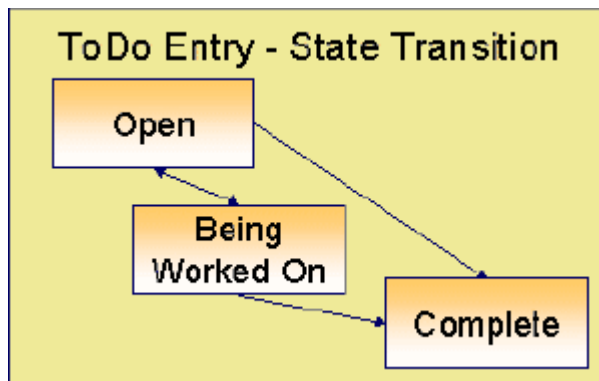 ToDo Entry - State Transition
Open
Being
Worked On
Complete